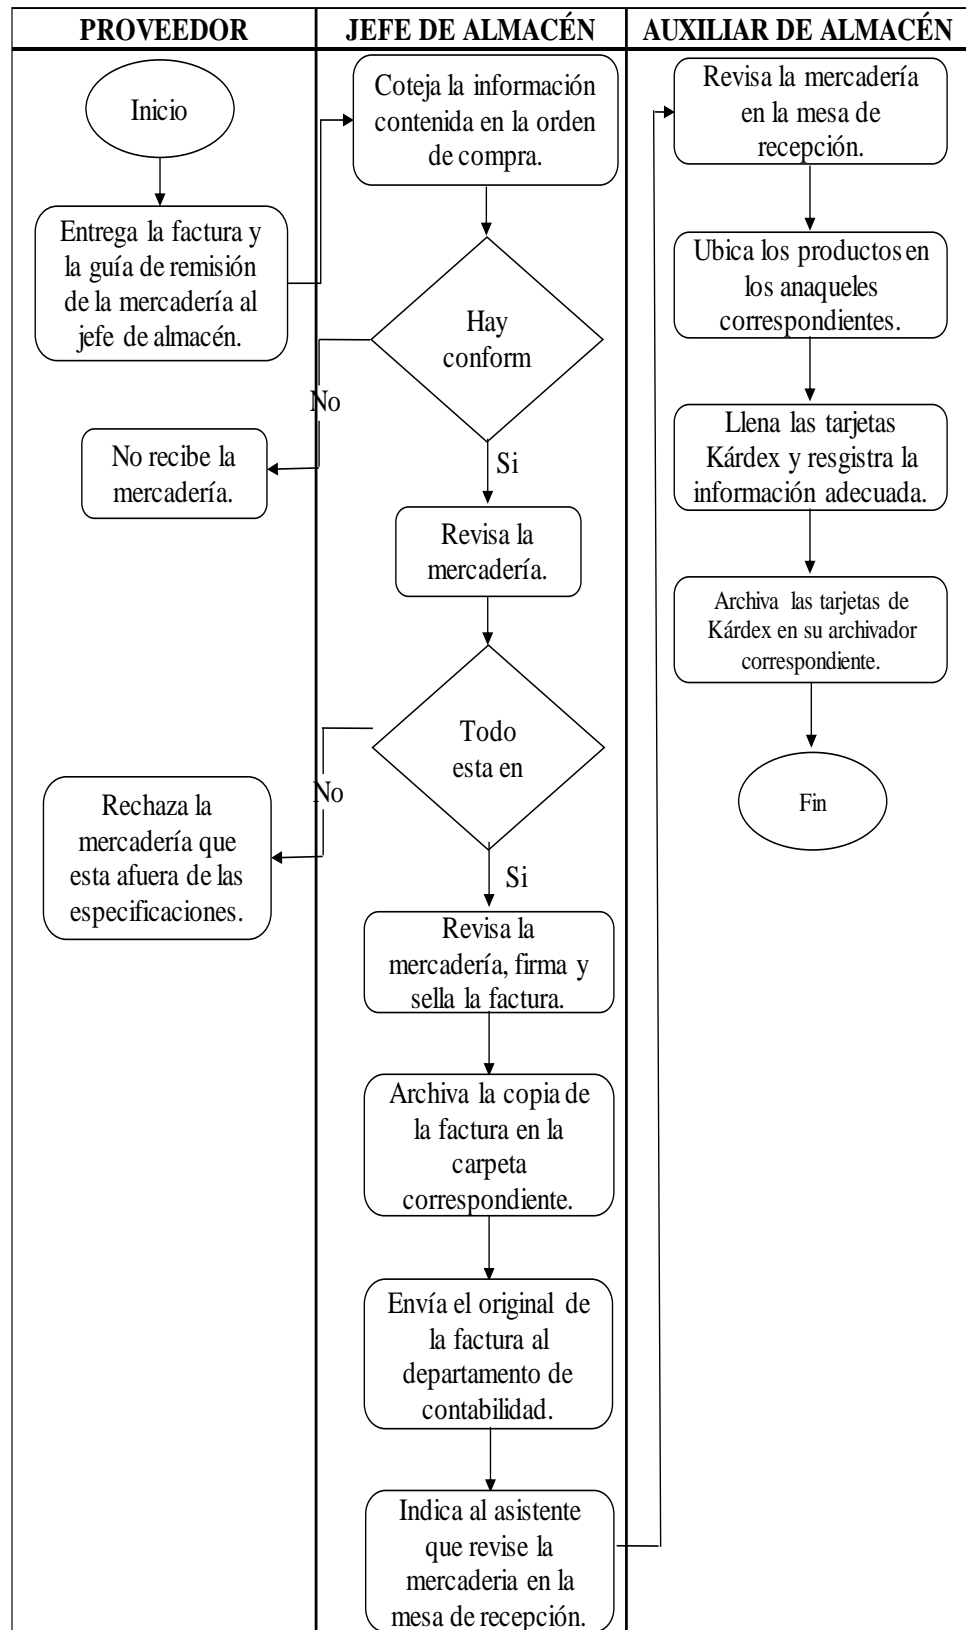 PROVEEDOR
JEFE DE ALMACÉN
AUXILIAR DE ALMACÉN
Inicio
Entrega la factura y
la guía de remisión
de la mercadería al
jefe de almacén.
No recibe la
mercadería.
Rechaza la
mercadería que
esta afuera de las
especificaciones.
Coteja la información
contenida en la orden
de compra.
Hay
conform
No
Si
Revisa la
mercadería.
Todo
esta en
No
Si
Revisa la
mercadería, firma y
sella la factura.
Archiva la copia de
la factura en la
carpeta
correspondiente.
Envía el original de
la factura al
departamento de
contabilidad.
Indica al asistente
que revise la
mercaderia en la
mesa de recepción.
Revisa la mercadería
en la mesa de
recepción.
Ubica los productos en
los anaqueles
correspondientes.
Llena las tarjetas
Kárdex y resgistra la
información adecuada.
Archiva las tarjetas de
Kárdex en su archivador
correspondiente.
Fin